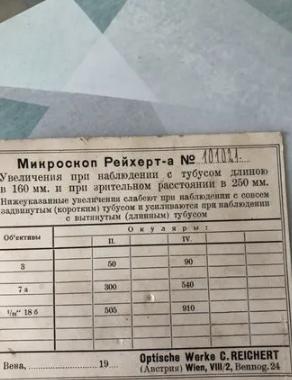 Микроскоп Рейхерт-а № 101021.-
Увеличения при наблюдении с тубусом длиною
в 160 мм. и при зрительном расстоянии в 250 мм.
Нижеуказанные увеличения слабеют при наблюдении с совсем
задвинутым (коротким) тубусом и усиливаются при наблюдении
с вытянутым (длинным) тубусом
Объективы Окуляры:
II. IV.
3 50 90
7a 300 540
1/12" 18 б 505 910
Вена, 19 Optische Werke C. REICHERT
(Австрия) Wien, VIII/2, Bennog. 24